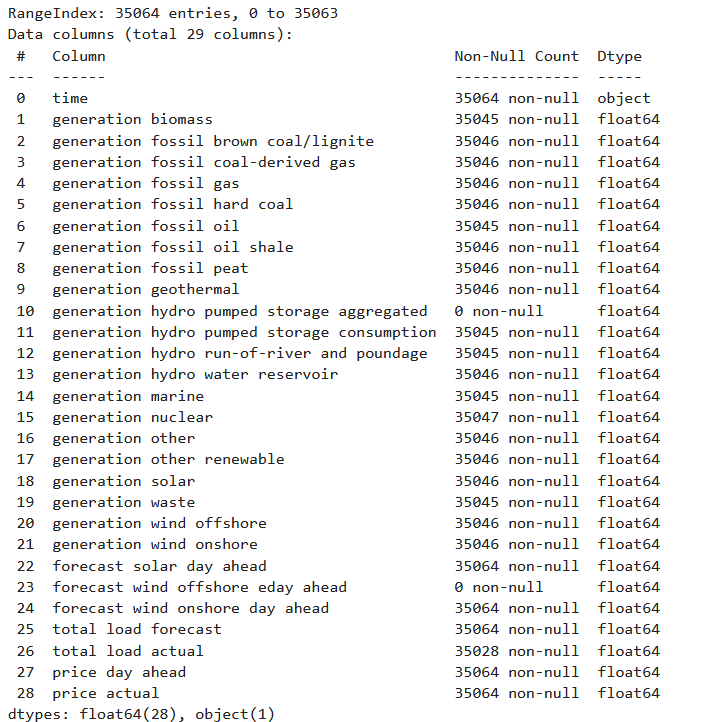 RangeIndex: 35064 entries, 0 to 35063
Data columns (total 29 columns):
 #   Column                                       Non-Null Count  Dtype
---  ------                                       --------------  -----
 0   time                                         35064 non-null  object
 1   generation biomass                           35045 non-null  float64
 2   generation fossil brown coal/lignite         35046 non-null  float64
 3   generation fossil coal-derived gas           35046 non-null  float64
 4   generation fossil gas                        35046 non-null  float64
 5   generation fossil hard coal                  35046 non-null  float64
 6   generation fossil oil                        35045 non-null  float64
 7   generation fossil oil shale                  35046 non-null  float64
 8   generation fossil peat                       35046 non-null  float64
 9   generation geothermal                        35046 non-null  float64
 10  generation hydro pumped storage aggregated   0 non-null      float64
 11  generation hydro pumped storage consumption  35045 non-null  float64
 12  generation hydro run-of-river and poundage   35045 non-null  float64
 13  generation hydro water reservoir             35046 non-null  float64
 14  generation marine                            35045 non-null  float64
 15  generation nuclear                           35047 non-null  float64
 16  generation other                             35046 non-null  float64
 17  generation other renewable                   35046 non-null  float64
 18  generation solar                             35046 non-null  float64
 19  generation waste                             35045 non-null  float64
 20  generation wind offshore                     35046 non-null  float64
 21  generation wind onshore                      35046 non-null  float64
 22  forecast solar day ahead                     35064 non-null  float64
 23  forecast wind offshore eday ahead            0 non-null      float64
 24  forecast wind onshore day ahead              35064 non-null  float64
 25  total load forecast                          35064 non-null  float64
 26  total load actual                            35028 non-null  float64
 27  price day ahead                              35064 non-null  float64
 28  price actual                                 35064 non-null  float64
dtypes: float64(28), object(1)